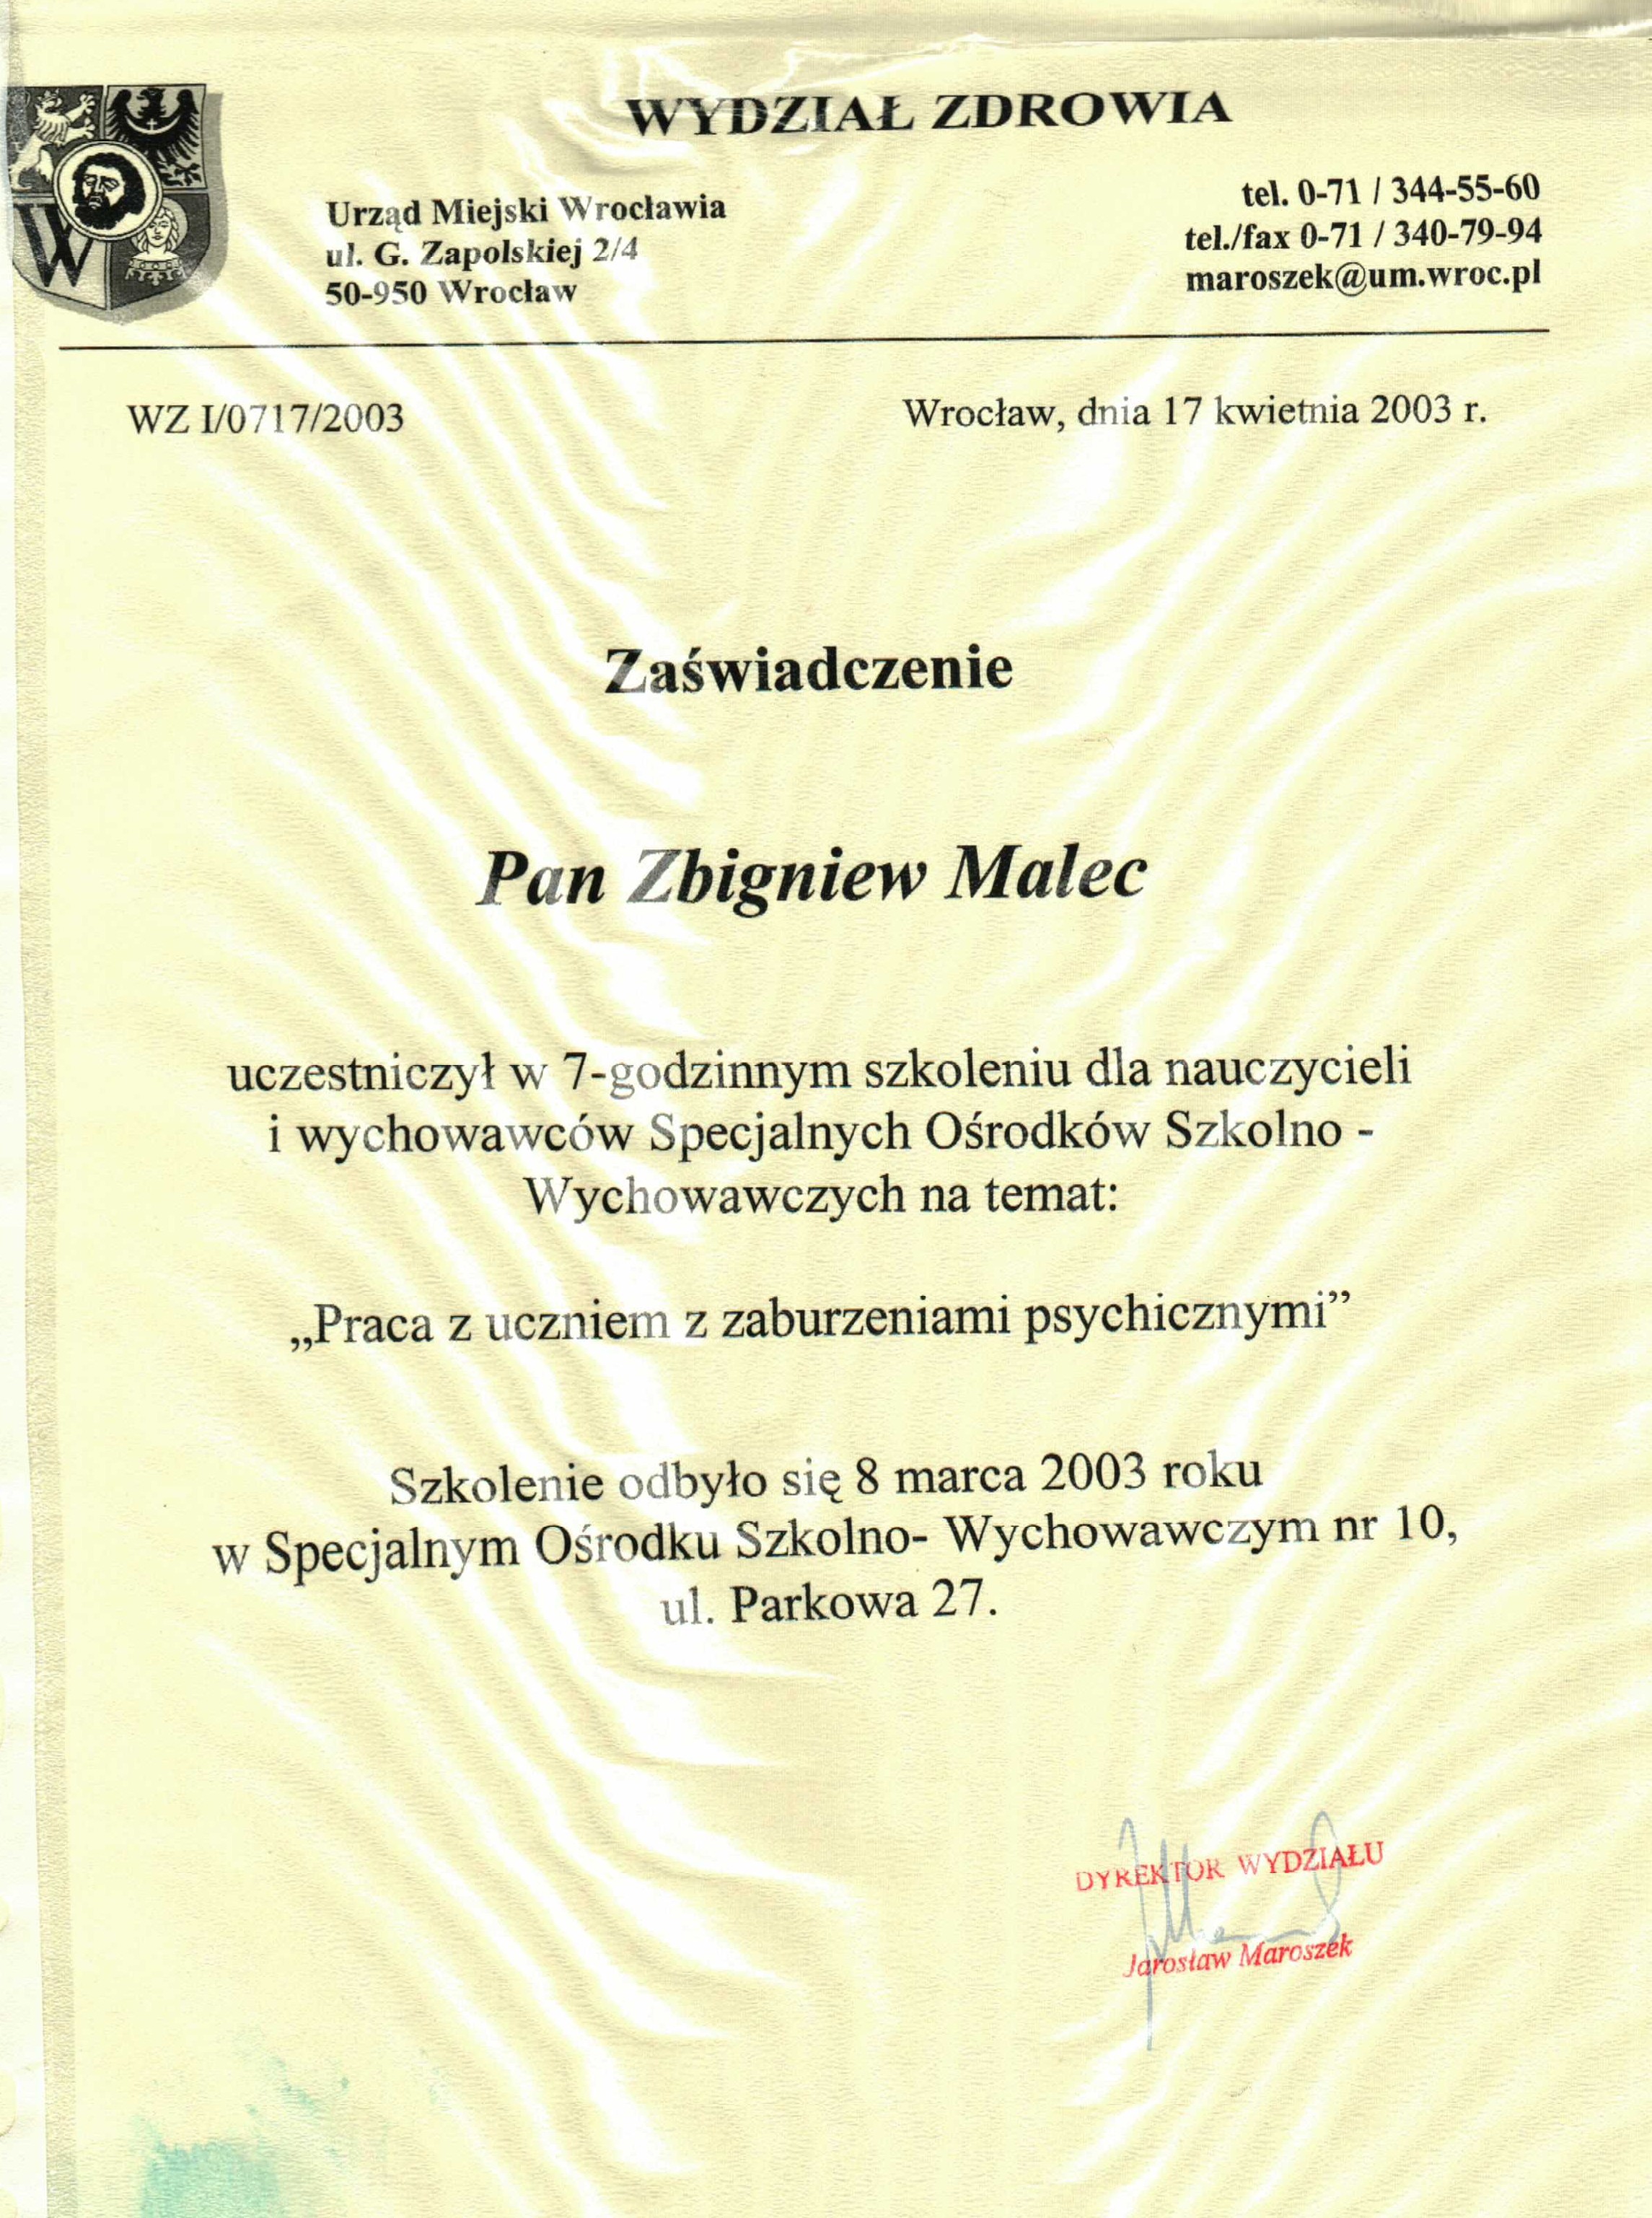 WYDZIAŁ ZDROWIA
Urząd Miejski Wrocławia
ul. G. Zapolskiej 2/4
50-950 Wrocław
tel. 0-71 / 344-55-60
tel./fax 0-71 / 340-79-94
maroszek@um.wroc.pl
WZ I/0717/2003
Wrocław, dnia 17 kwietnia 2003 r.
Zaświadczenie
Pan Zbigniew Malec
uczestniczył w 7-godzinnym szkoleniu dla nauczycieli
i wychowawców Specjalnych Ośrodków Szkolno -
Wychowawczych na temat:
„Praca z uczniem z zaburzeniami psychicznymi”
Szkolenie odbyło się 8 marca 2003 roku
w Specjalnym Ośrodku Szkolno- Wychowawczym nr 10,
ul. Parkowa 27.
DYREKTOR WYDZIAŁU
Jarosław Maroszek